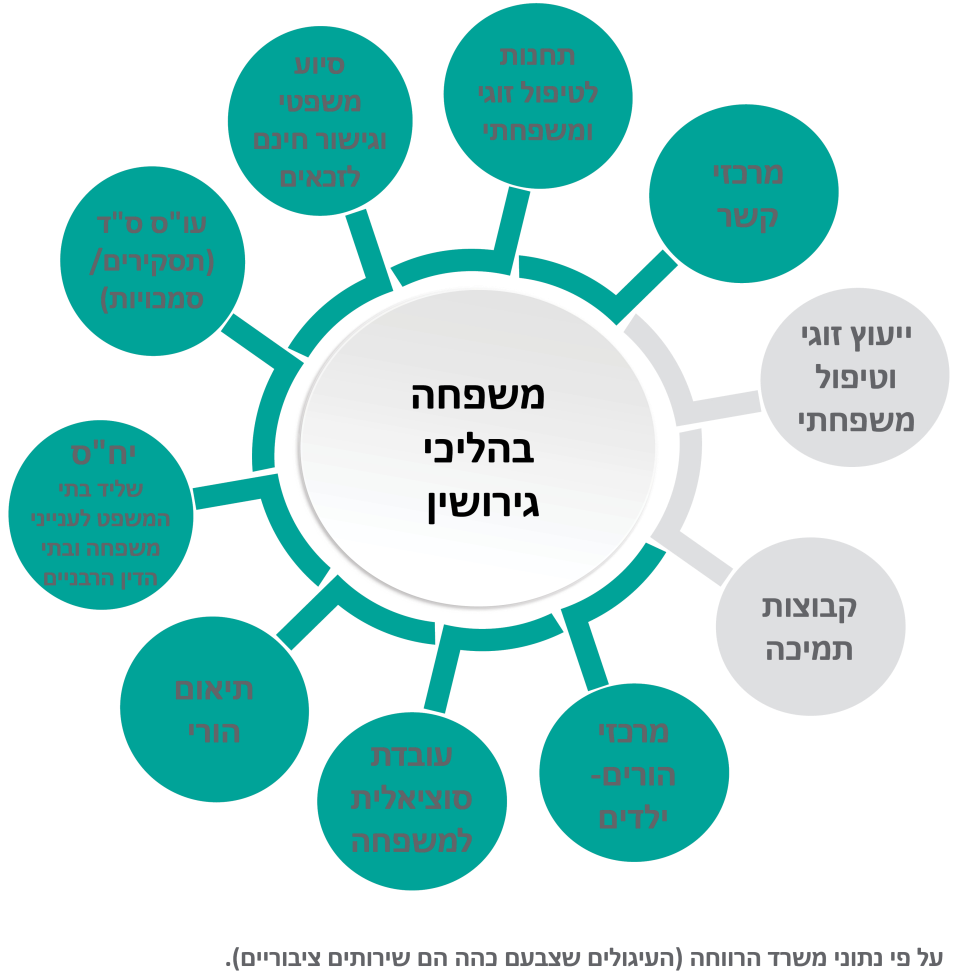 תחנות
לטיפול זוגי
ומשפחתי
מרכזי
קשר
ייעוץ זוגי
וטיפול
משפחתי
קבוצות
תמיכה
מרכזי
הורים-
ילדים
עובדת
סוציאלית
למשפחה
תיאום
הורי
יח"ס
שליד בתי
המשפט לענייני
משפחה ובתי
הדין הרבניים
עו"ס ס"ד
(תסקירים/
סמכויות)
סיוע
משפטי
וגישור חינם
לזכאים
משפחה
בהליכי
גירושין
על פי נתוני משרד הרווחה (העיגולים שצבעם כהה הם שירותים ציבוריים).